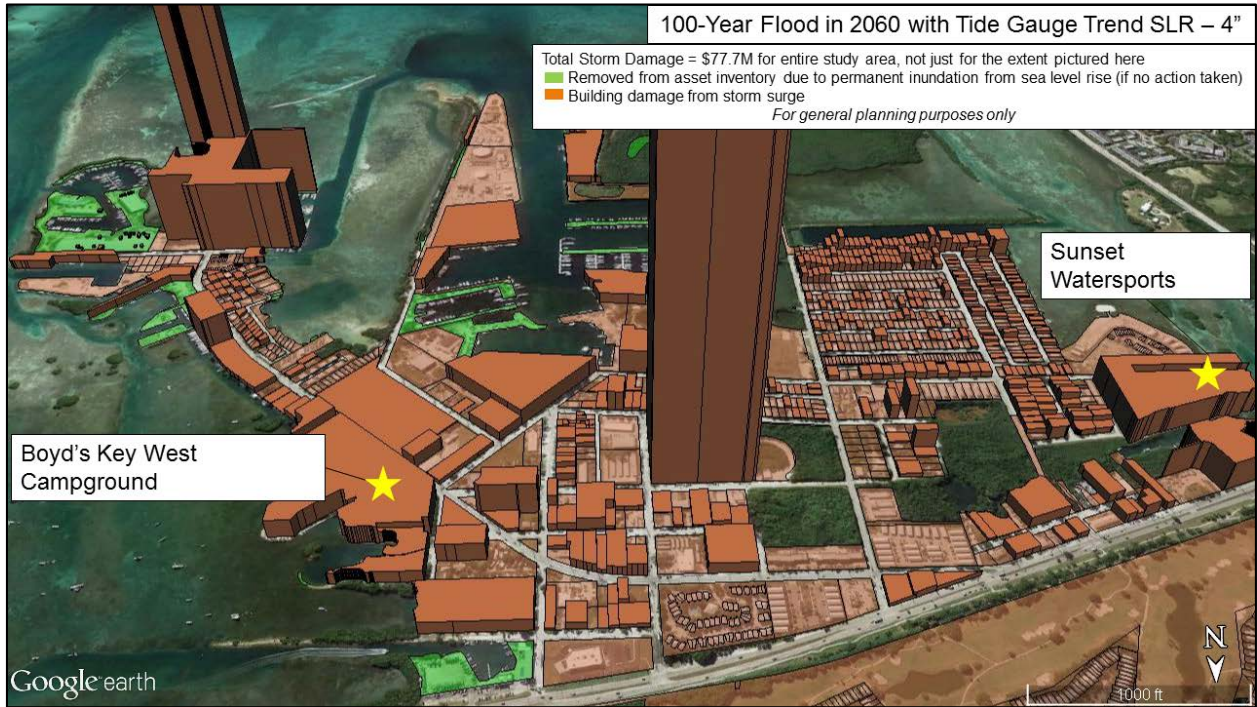 100-Year Flood in 2060 with Tide Gauge Trend SLR – 4”
Total Storm Damage = $77.7M for entire study area, not just for the extent pictured here
Removed from asset inventory due to permanent inundation from sea level rise (if no action taken)
Building damage from storm surge
For general planning purposes only
Sunset
Watersports
Boyd’s Key West
Campground
N
Google earth
1000 ft